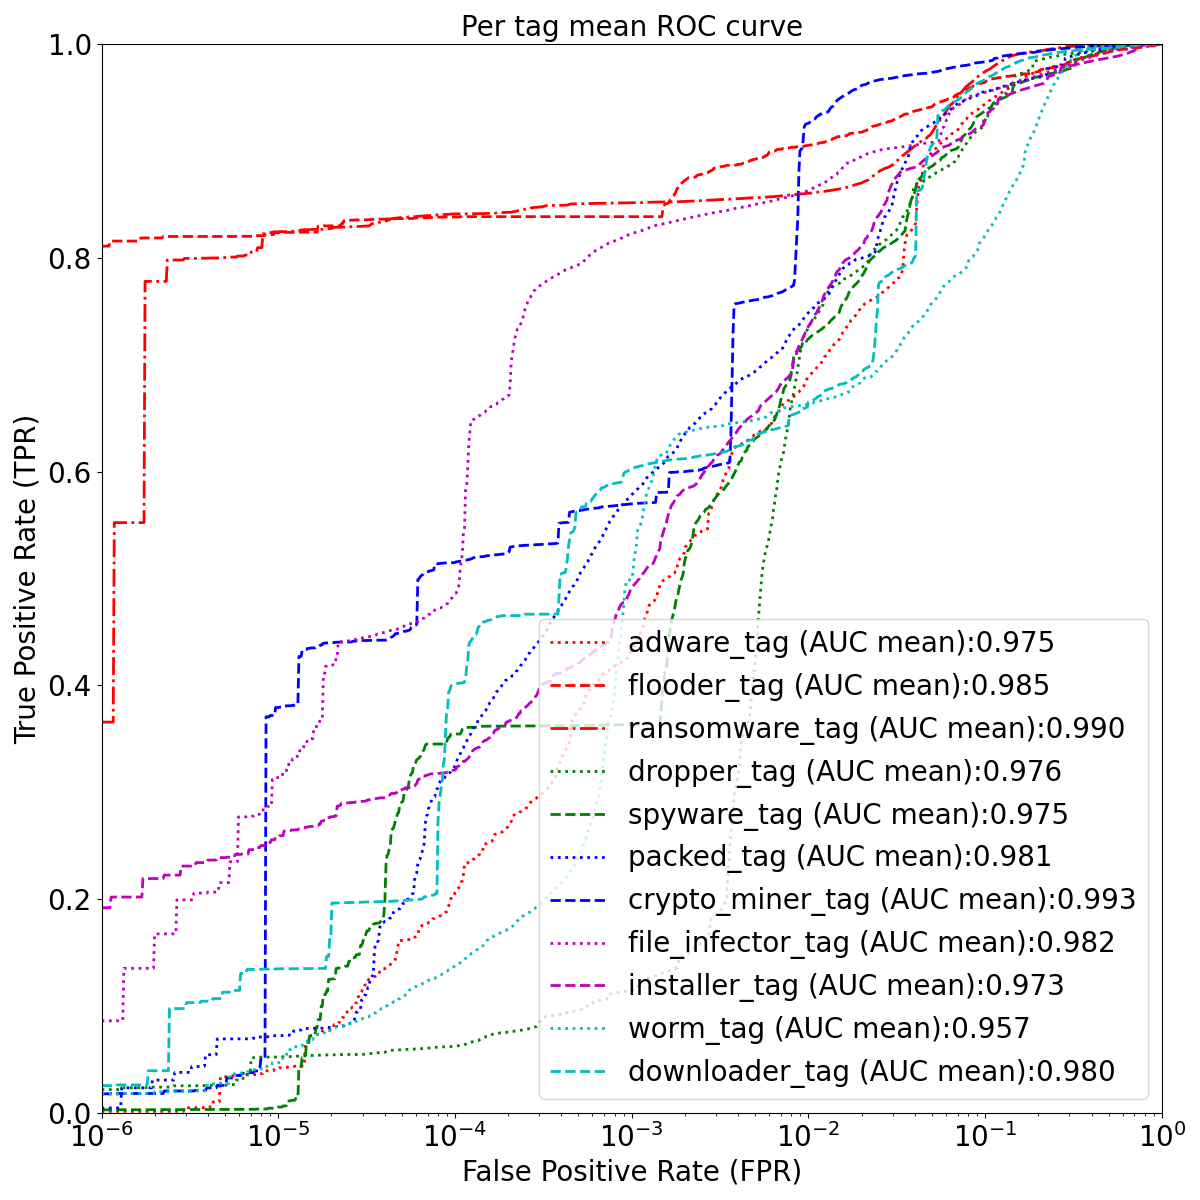 Per tag mean ROC curve
True Positive Rate (TPR)
1.0
0.8
0.6
0.4
0.2
0.0
adware_tag (AUC mean):0.975
flooder_tag (AUC mean):0.985
ransomware_tag (AUC mean):0.990
dropper_tag (AUC mean):0.976
spyware_tag (AUC mean):0.975
packed_tag (AUC mean):0.981
crypto_miner_tag (AUC mean):0.993
file_infector_tag (AUC mean):0.982
installer_tag (AUC mean):0.973
worm_tag (AUC mean):0.957
downloader_tag (AUC mean):0.980
10⁻⁶ 10⁻⁵ 10⁻⁴ 10⁻³ 10⁻² 10⁻¹ 10⁰
False Positive Rate (FPR)